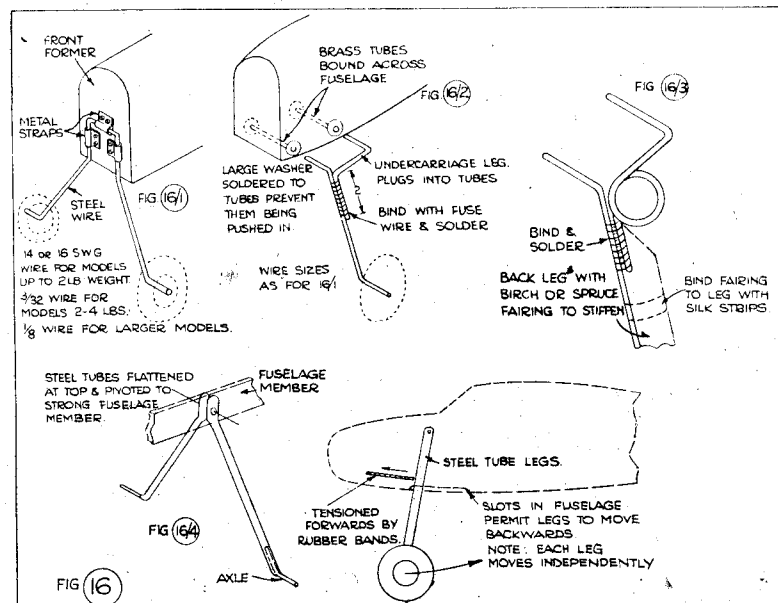 FRONT
FORMER
METAL
STRAPS
STEEL
WIRE
FIG 16/1
14 OR 16 SWG
WIRE FOR MODELS
UP TO 2LB WEIGHT.
3/32 WIRE FOR
MODELS 2-4 LBS.
1/8 WIRE FOR LARGER MODELS.
BRASS TUBES
BOUND ACROSS
FUSELAGE
FIG 16/2
LARGE WASHER
SOLDERED TO
TUBES PREVENT
THEM BEING
PUSHED IN.
UNDERCARRIAGE LEG.
PLUGS INTO TUBES
2
BIND WITH FUSE
WIRE & SOLDER
WIRE SIZES
AS FOR 16/1
FIG 16/3
BIND &
SOLDER
BACK LEG WITH
BIRCH OR SPRUCE
FAIRING TO STIFFEN
BIND FAIRING
TO LEG WITH
SILK STRIPS.
STEEL TUBES FLATTENED
AT TOP & PIVOTED TO
STRONG FUSELAGE
MEMBER.
FUSELAGE
MEMBER
FIG 16/4
AXLE
STEEL TUBE LEGS.
TENSIONED
FORWARDS BY
RUBBER BANDS.
SLOTS IN FUSELAGE
PERMIT LEGS TO MOVE
BACKWARDS.
NOTE: EACH LEG
MOVES INDEPENDENTLY
FIG 16